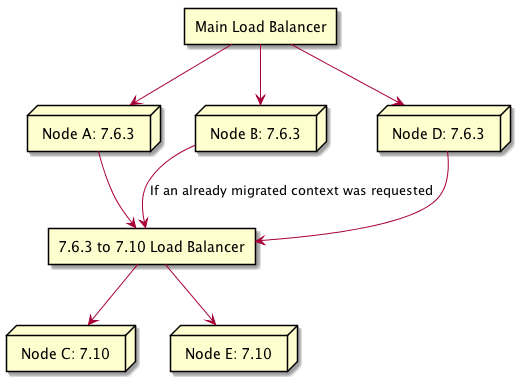 Main Load Balancer
Node A: 7.6.3
Node B: 7.6.3
Node D: 7.6.3
If an already migrated context was requested
7.6.3 to 7.10 Load Balancer
Node C: 7.10
Node E: 7.10